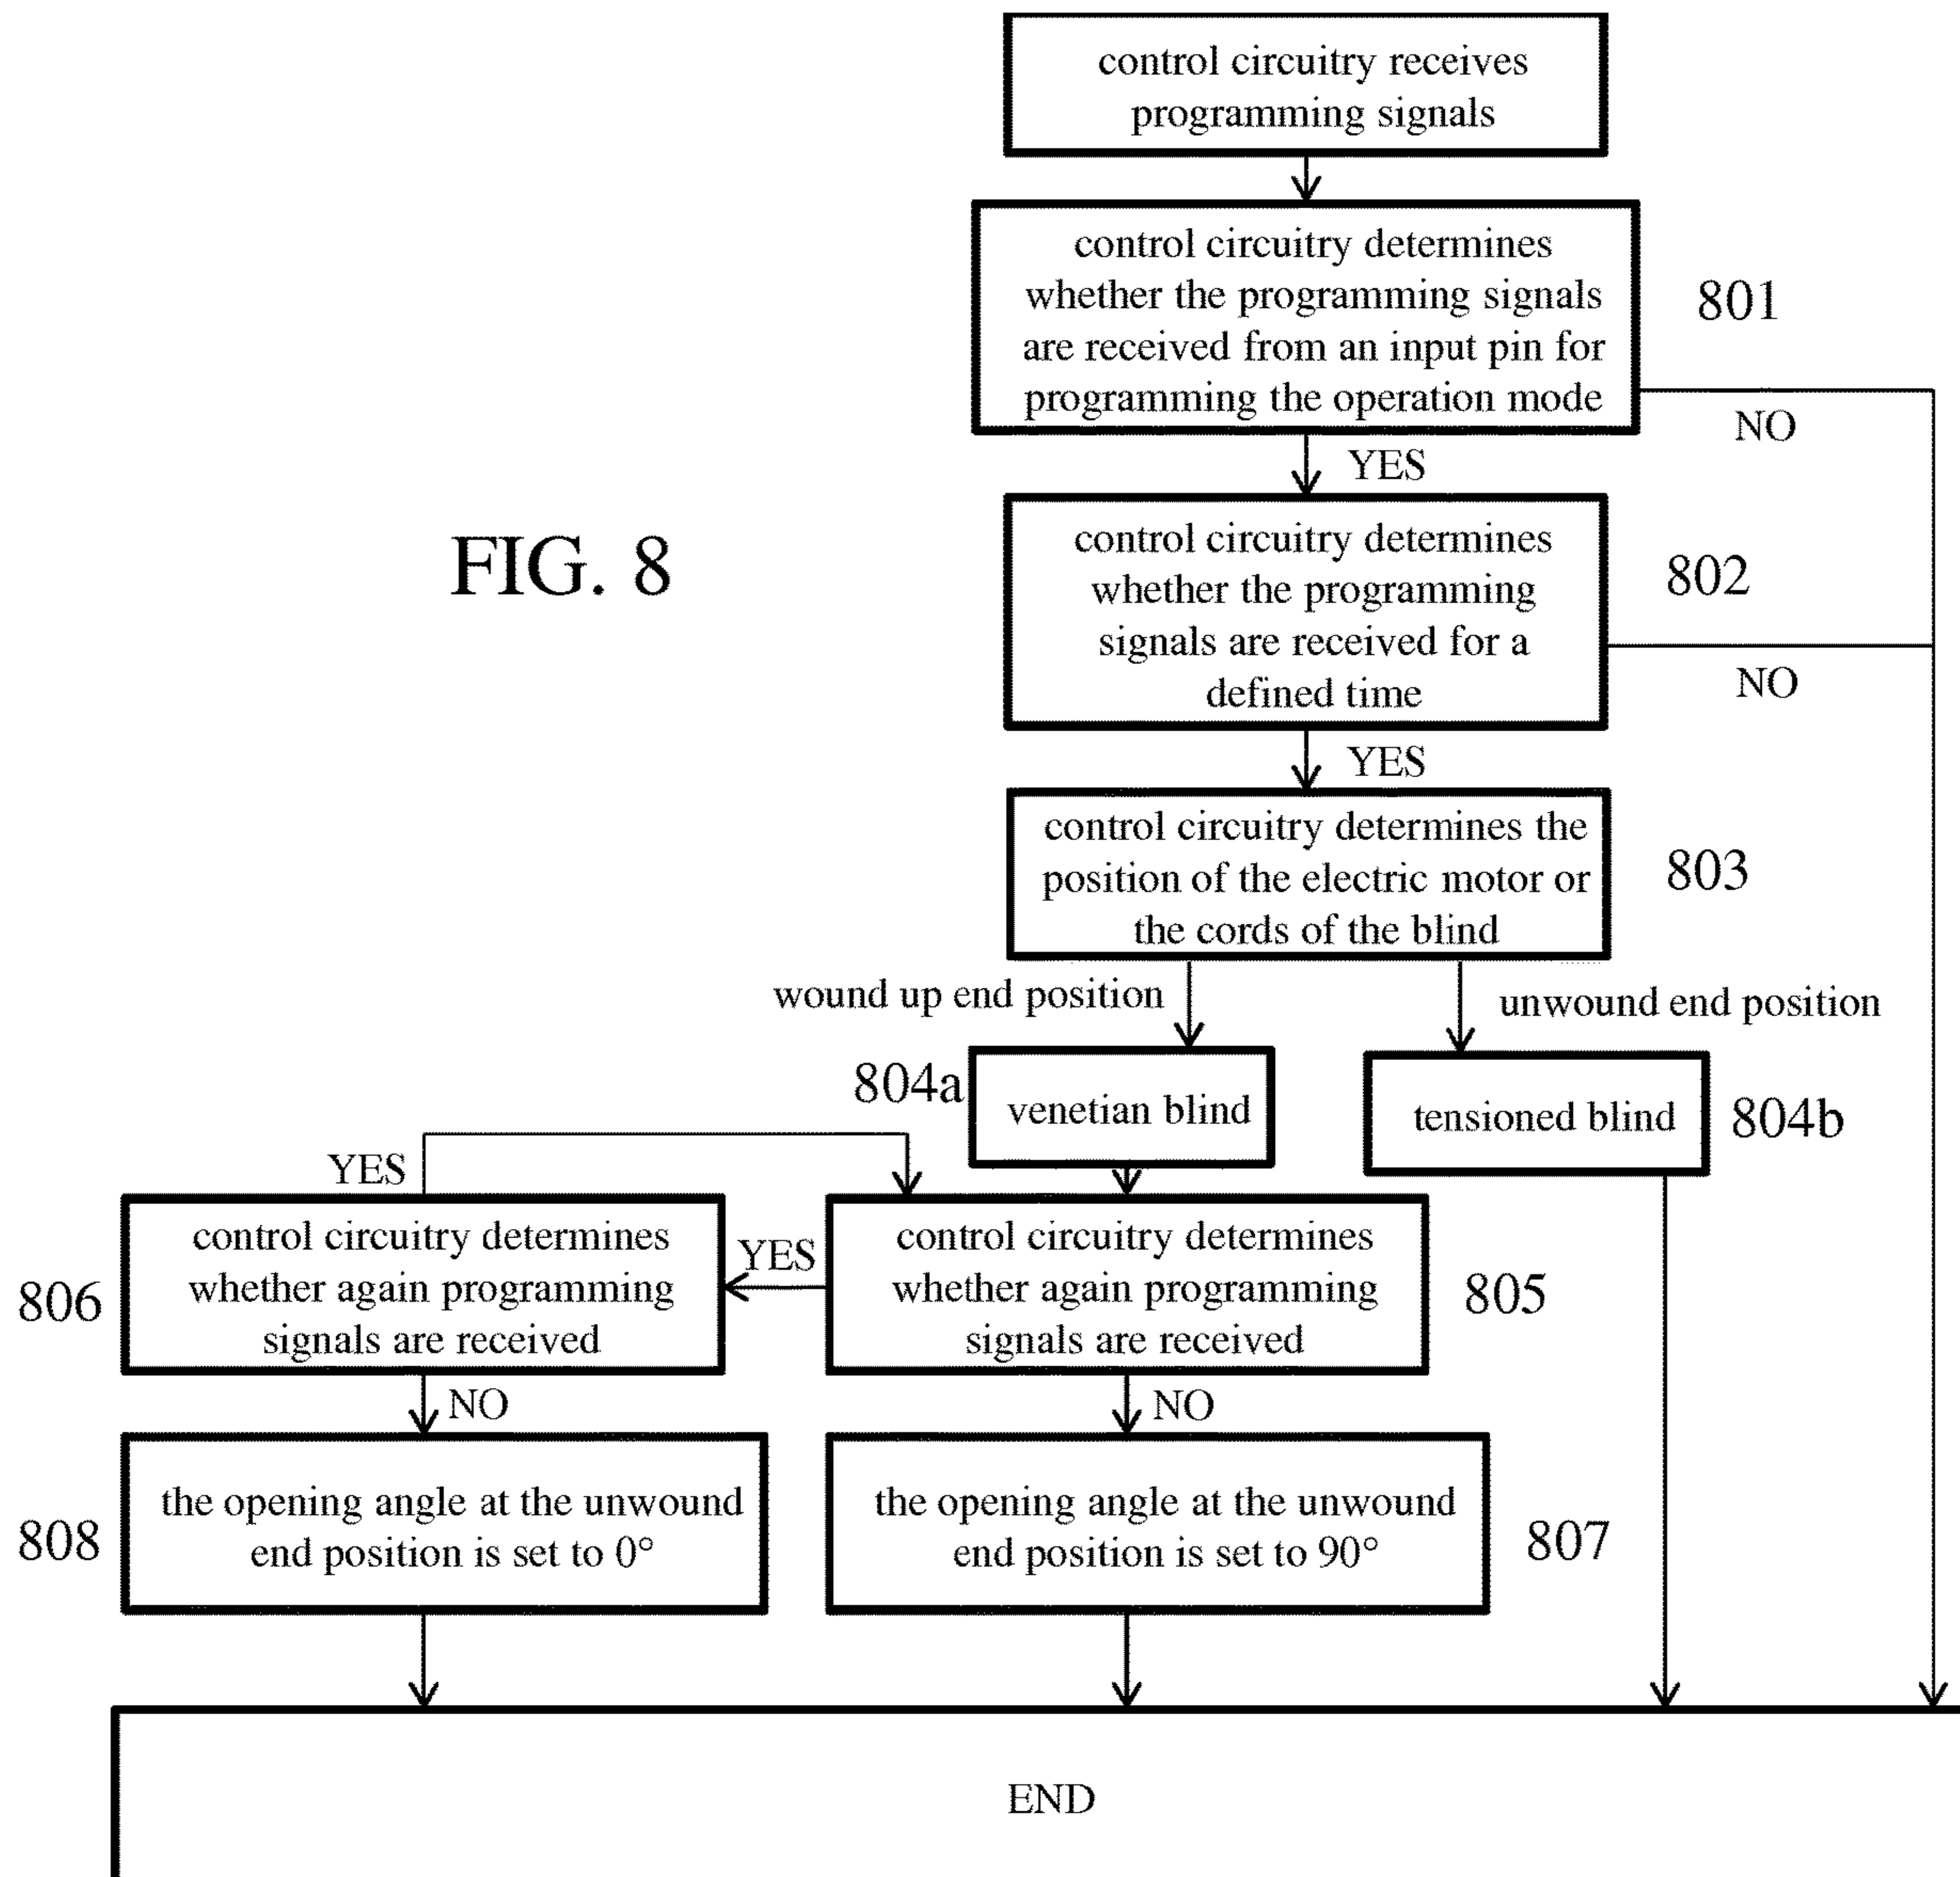 control circuitry receives
programming signals
control circuitry determines
whether the programming signals
are received from an input pin for
programming the operation mode
801
NO
YES
FIG. 8
control circuitry determines
whether the programming
signals are received for a
defined time
802
NO
YES
control circuitry determines the
position of the electric motor or
the cords of the blind
803
wound up end position
unwound end position
804a
venetian blind
tensioned blind
804b
YES
control circuitry determines
whether again programming
signals are received
806
YES
control circuitry determines
whether again programming
signals are received
805
NO
NO
the opening angle at the unwound
end position is set to 0°
808
the opening angle at the unwound
end position is set to 90°
807
END